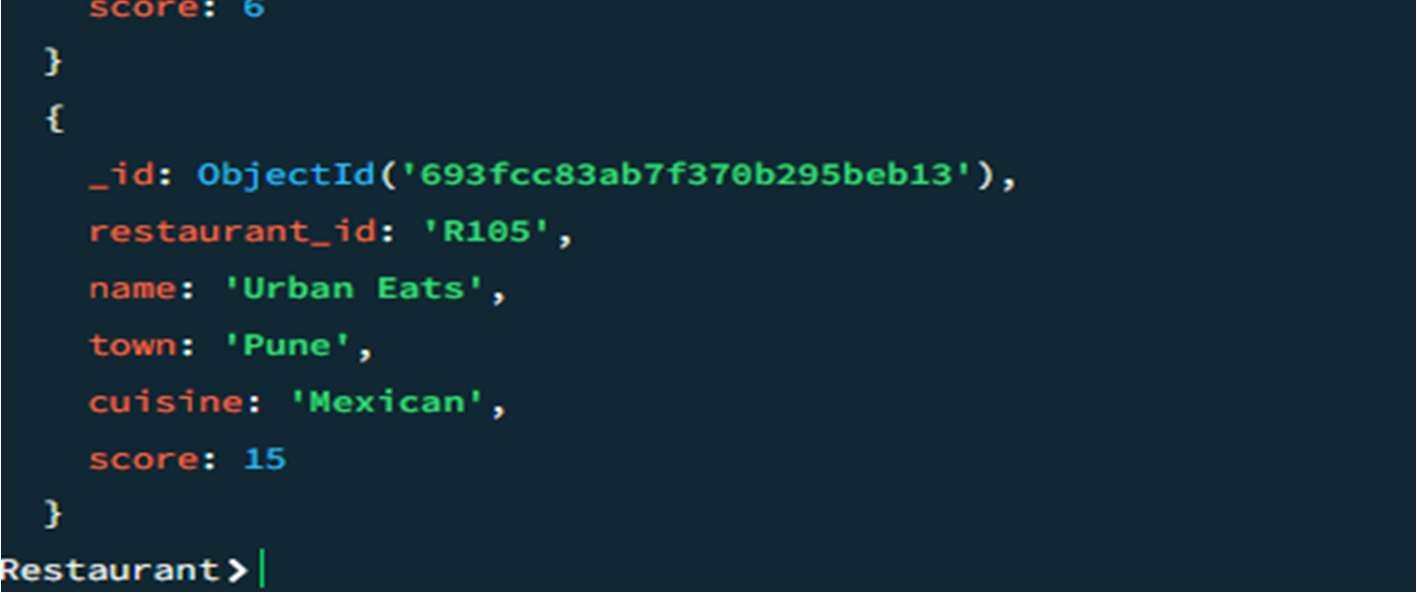 score: 6
}
{
_id: ObjectId('693fcc83ab7f370b295beb13'),
restaurant_id: 'R105',
name: 'Urban Eats',
town: 'Pune',
cuisine: 'Mexican',
score: 15
}
Restaurant>